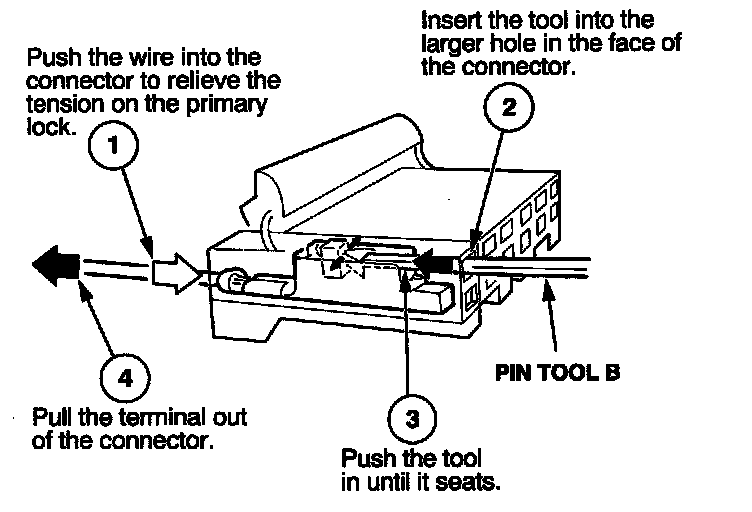 Push the wire into the
connector to relieve the
tension on the primary
lock.
1
Insert the tool into the
larger hole in the face of
the connector.
2
PIN TOOL B
4
Pull the terminal out
of the connector.
3
Push the tool
in until it seats.